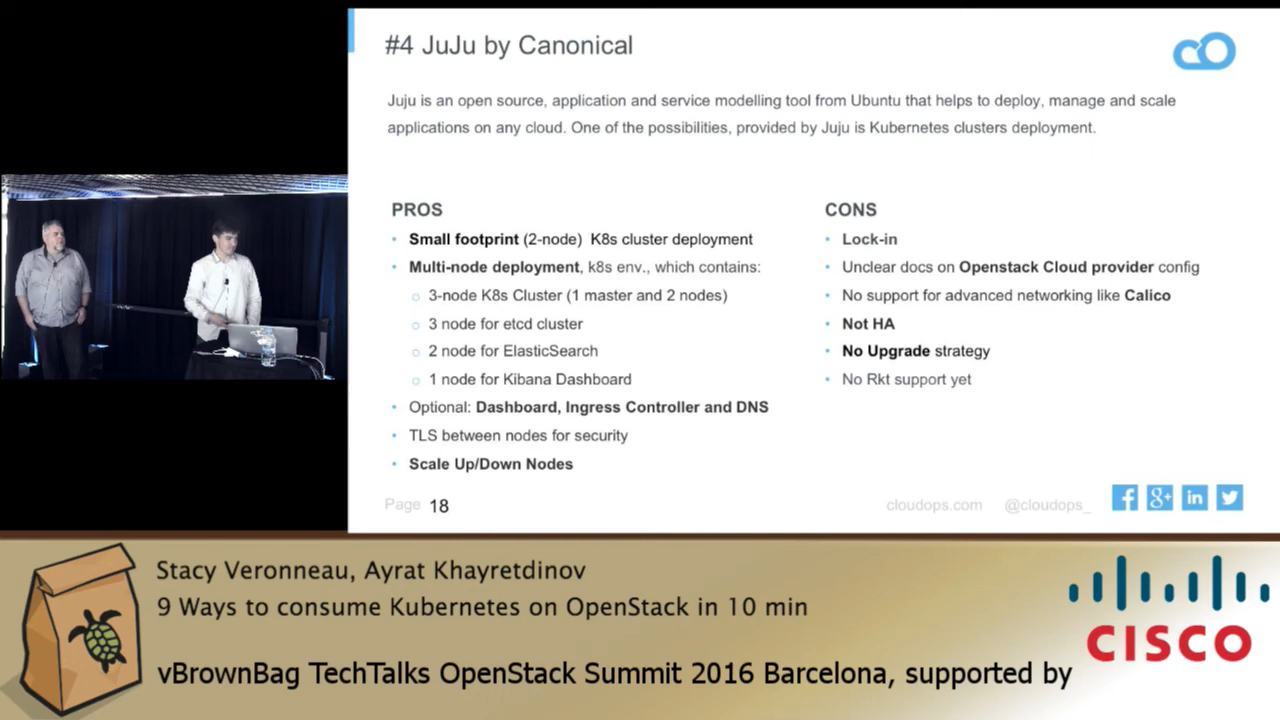 #4 JuJu by Canonical
Juju is an open source, application and service modelling tool from Ubuntu that helps to deploy, manage and scale
applications on any cloud. One of the possibilities, provided by Juju is Kubernetes clusters deployment.
PROS
• Small footprint (2-node) K8s cluster deployment
• Multi-node deployment, k8s env., which contains:
○ 3-node K8s Cluster (1 master and 2 nodes)
○ 3 node for etcd cluster
○ 2 node for ElasticSearch
○ 1 node for Kibana Dashboard
• Optional: Dashboard, Ingress Controller and DNS
• TLS between nodes for security
• Scale Up/Down Nodes
CONS
• Lock-in
• Unclear docs on Openstack Cloud provider config
• No support for advanced networking like Calico
• Not HA
• No Upgrade strategy
• No Rkt support yet
Page 18
cloudops.com @cloudops_
Stacy Veronneau, Ayrat Khayretdinov
9 Ways to consume Kubernetes on OpenStack in 10 min
vBrownBag TechTalks OpenStack Summit 2016 Barcelona, supported by
CISCO